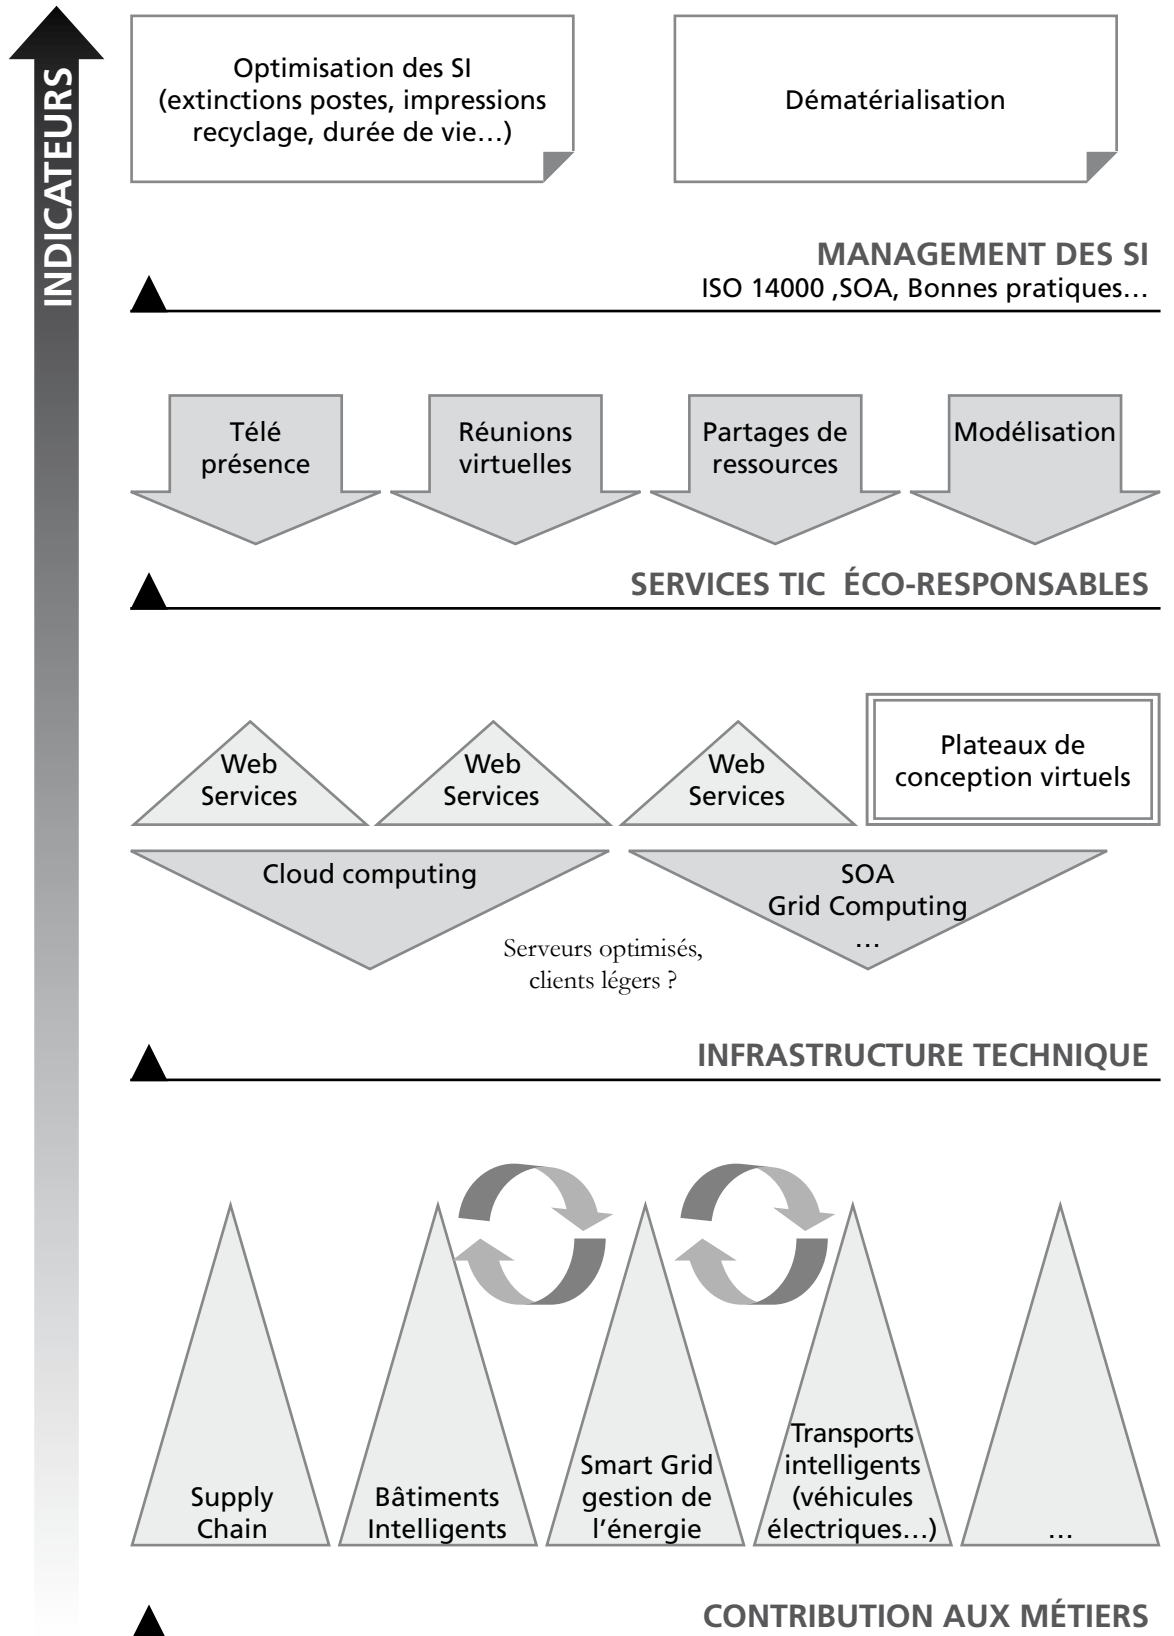 INDICATEURS
Optimisation des SI
(extinctions postes, impressions
recyclage, durée de vie…)
Dématérialisation
MANAGEMENT DES SI
ISO 14000 ,SOA, Bonnes pratiques…
Télé
présence
Réunions
virtuelles
Partages de
ressources
Modélisation
SERVICES TIC ÉCO-RESPONSABLES
Web
Services
Web
Services
Web
Services
Plateaux de
conception virtuels
Cloud computing
SOA
Grid Computing
…
Serveurs optimisés,
clients légers ?
INFRASTRUCTURE TECHNIQUE
Supply
Chain
Bâtiments
Intelligents
Smart Grid
gestion de
l'énergie
Transports
intelligents
(véhicules
électriques…)
…
CONTRIBUTION AUX MÉTIERS